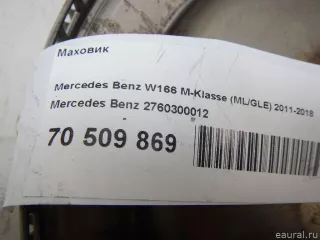 Маховик
Mercedes Benz W166 M-Klasse (ML/GLE) 2011-2018
Mercedes Benz 2760300012
70 509 869
eaural.ru